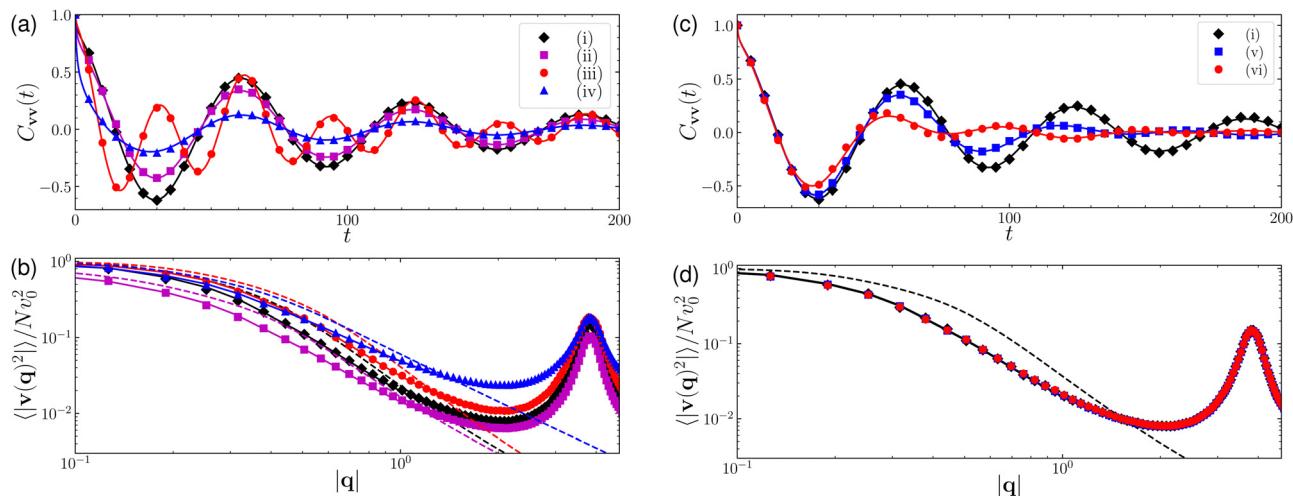 (a)
1.0
0.5
0.0
−0.5
C_vv(t)
(i)
(ii)
(iii)
(iv)
0
100
200
t
(c)
1.0
0.5
0.0
−0.5
C_vv(t)
(i)
(v)
(vi)
0
100
200
t
(b)
10^0
10^−1
10^−2
⟨|v(q)^2|⟩/Nv_0^2
10^−1
10^0
|q|
(d)
10^0
10^−1
10^−2
⟨|v(q)^2|⟩/Nv_0^2
10^−1
10^0
|q|